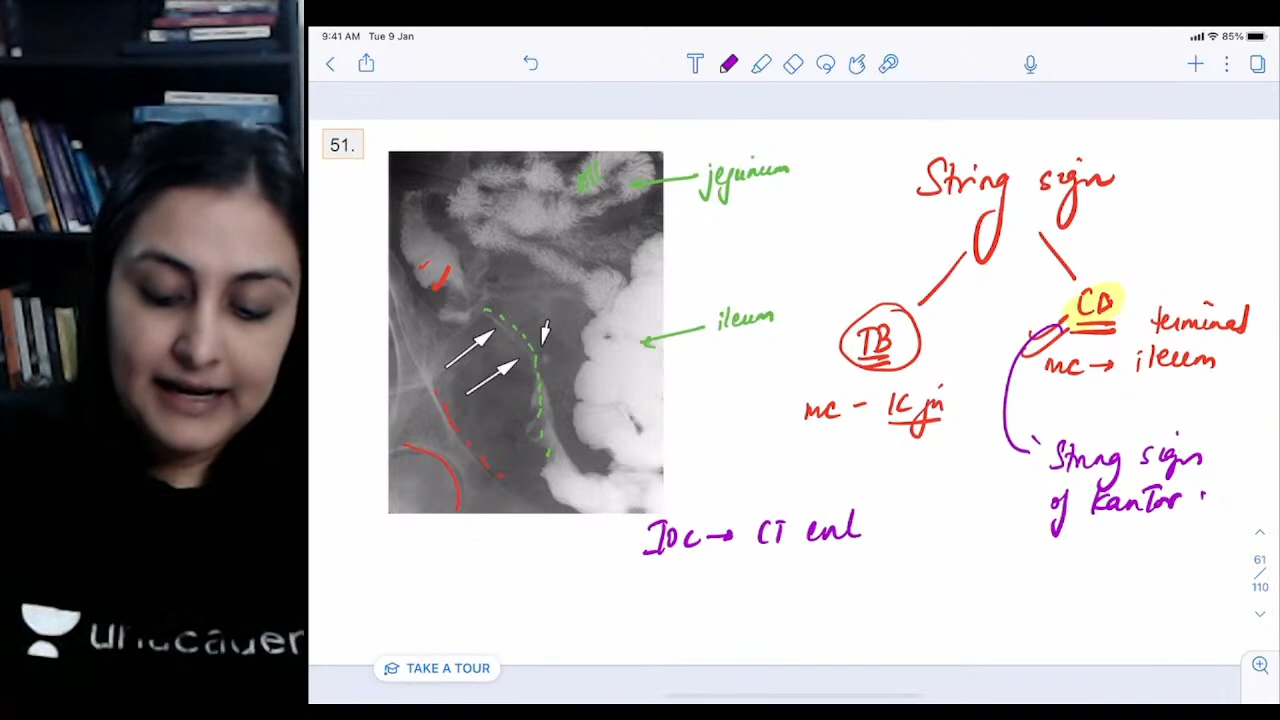 9:41 AM Tue 9 Jan
85%
51.
jejunum
String sign
ileum
TB
CD
terminal
mc → ileum
mc - IC jn
String sign
of Kantor
IOC → CT
61
/
110
unacademy
TAKE A TOUR